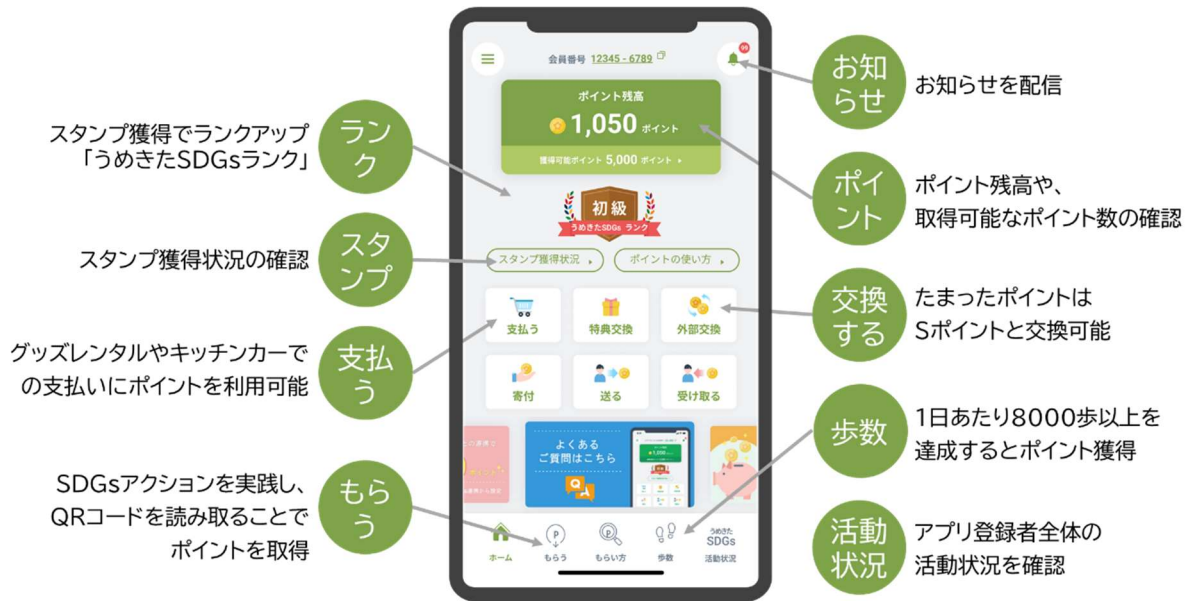 ランク
スタンプ獲得でランクアップ
「うめきたSDGsランク」
スタンプ
スタンプ獲得状況の確認
支払う
グッズレンタルやキッチンカーで
の支払いにポイントを利用可能
もらう
SDGsアクションを実践し、
QRコードを読み取ることで
ポイントを取得
会員番号 12345 - 6789
99
ポイント残高
1,050 ポイント
獲得可能ポイント 5,000 ポイント
初級
うめきたSDGs ランク
スタンプ獲得状況
ポイントの使い方
支払う
特典交換
外部交換
寄付
送る
受け取る
よくある
ご質問はこちら
Q
A
ホーム
P
もらう
P
もらい方
歩数
うめきた
SDGs
活動状況
お知らせ
お知らせを配信
ポイント
ポイント残高や、
取得可能なポイント数の確認
交換する
たまったポイントは
Sポイントと交換可能
歩数
1日あたり8000歩以上を
達成するとポイント獲得
活動状況
アプリ登録者全体の
活動状況を確認